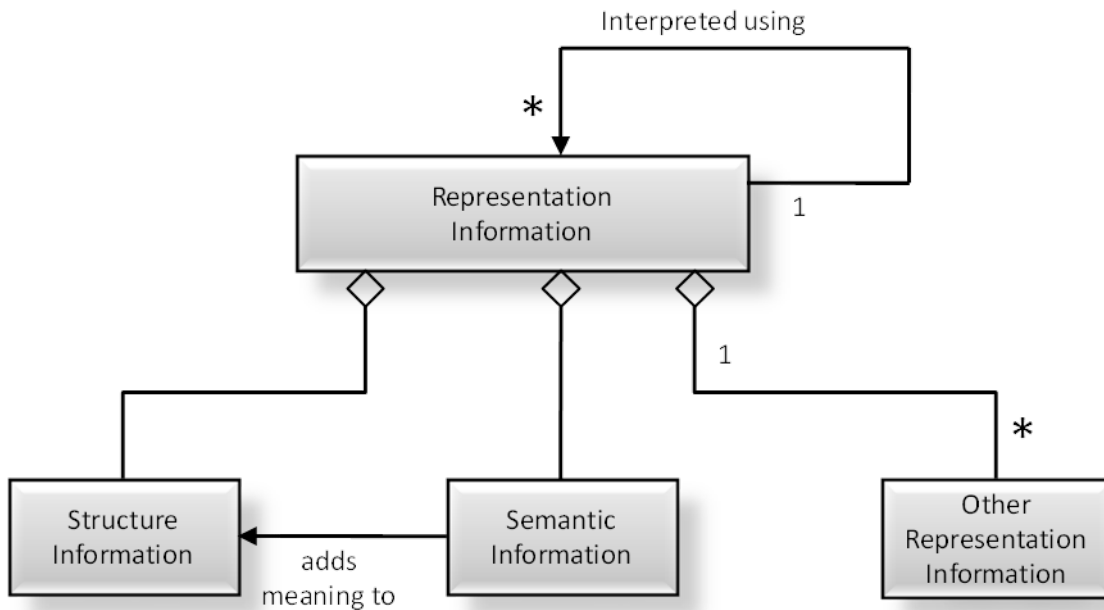 Interpreted using
*
Representation
Information
1
1
*
Structure
Information
adds
meaning to
Semantic
Information
Other
Representation
Information